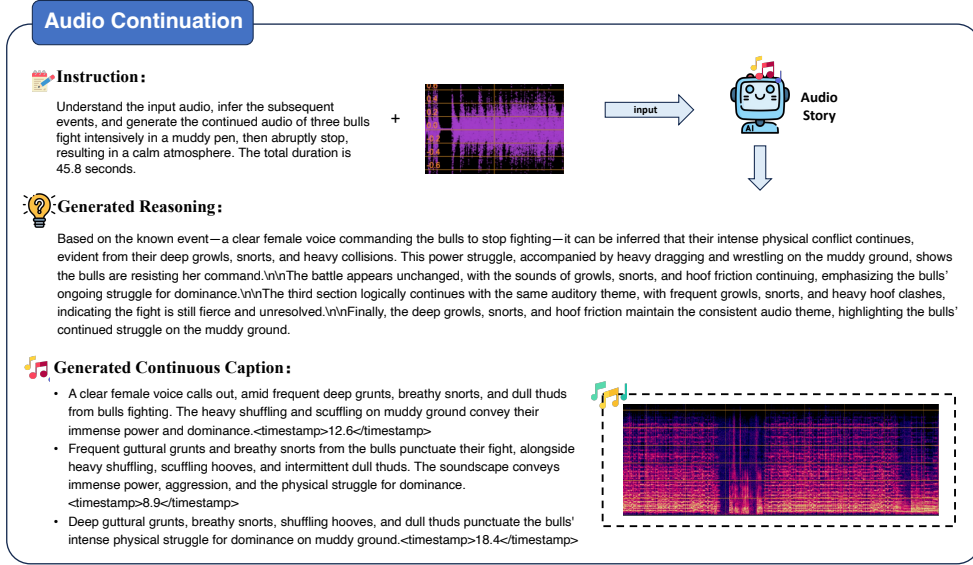 Audio Continuation
Instruction:
Understand the input audio, infer the subsequent
events, and generate the continued audio of three bulls
fight intensively in a muddy pen, then abruptly stop,
resulting in a calm atmosphere. The total duration is
45.8 seconds.
+
0.6
0.4
0.2
0.0
-0.2
-0.4
-0.6
input
AI
Audio
Story
Generated Reasoning:
Based on the known event—a clear female voice commanding the bulls to stop fighting—it can be inferred that their intense physical conflict continues,
evident from their deep growls, snorts, and heavy collisions. This power struggle, accompanied by heavy dragging and wrestling on the muddy ground, shows
the bulls are resisting her command.\n\nThe battle appears unchanged, with the sounds of growls, snorts, and hoof friction continuing, emphasizing the bulls'
ongoing struggle for dominance.\n\nThe third section logically continues with the same auditory theme, with frequent growls, snorts, and heavy hoof clashes,
indicating the fight is still fierce and unresolved.\n\nFinally, the deep growls, snorts, and hoof friction maintain the consistent audio theme, highlighting the bulls'
continued struggle on the muddy ground.
Generated Continuous Caption:
• A clear female voice calls out, amid frequent deep grunts, breathy snorts, and dull thuds
from bulls fighting. The heavy shuffling and scuffling on muddy ground convey their
immense power and dominance.<timestamp>12.6</timestamp>
• Frequent guttural grunts and breathy snorts from the bulls punctuate their fight, alongside
heavy shuffling, scuffling hooves, and intermittent dull thuds. The soundscape conveys
immense power, aggression, and the physical struggle for dominance.
<timestamp>8.9</timestamp>
• Deep guttural grunts, breathy snorts, shuffling hooves, and dull thuds punctuate the bulls'
intense physical struggle for dominance on muddy ground.<timestamp>18.4</timestamp>